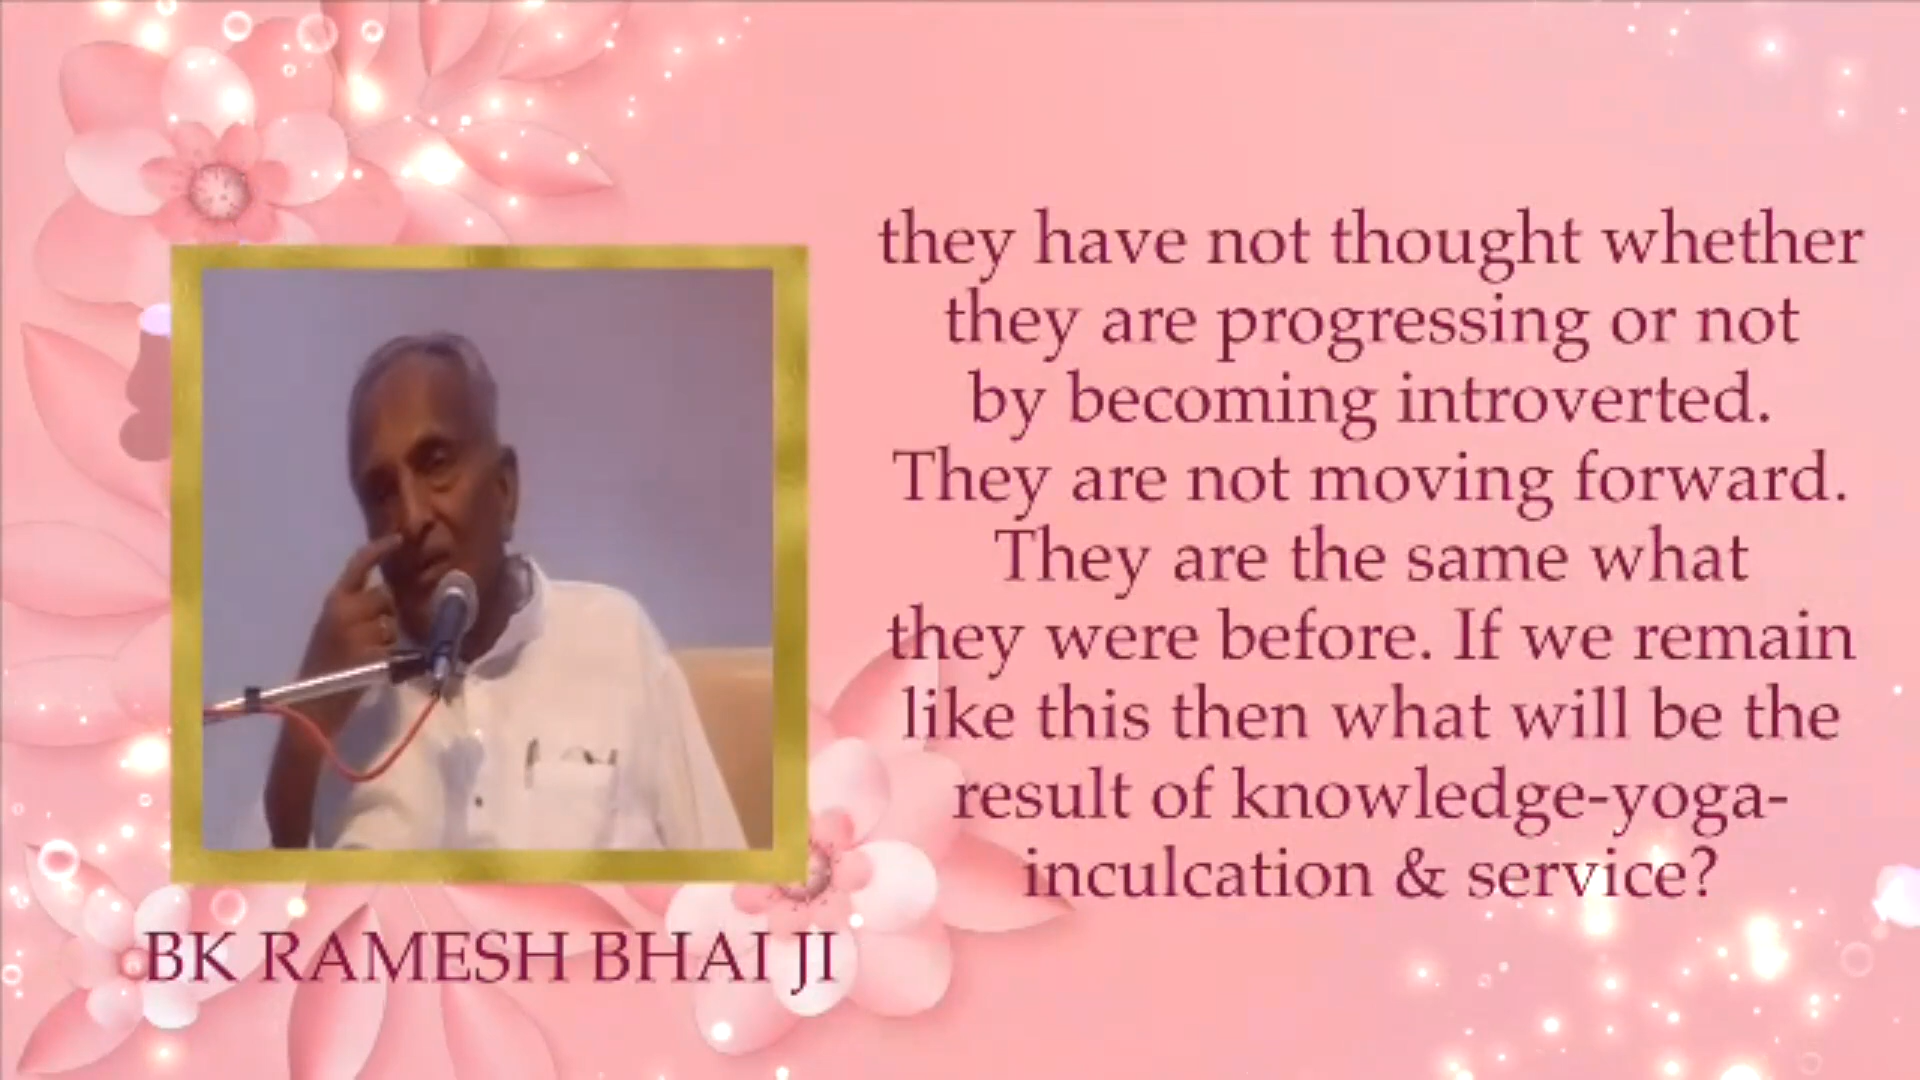 they have not thought whether
they are progressing or not
by becoming introverted.
They are not moving forward.
They are the same what
they were before. If we remain
like this then what will be the
result of knowledge-yoga-
inculcation & service?
BK RAMESH BHAI JI